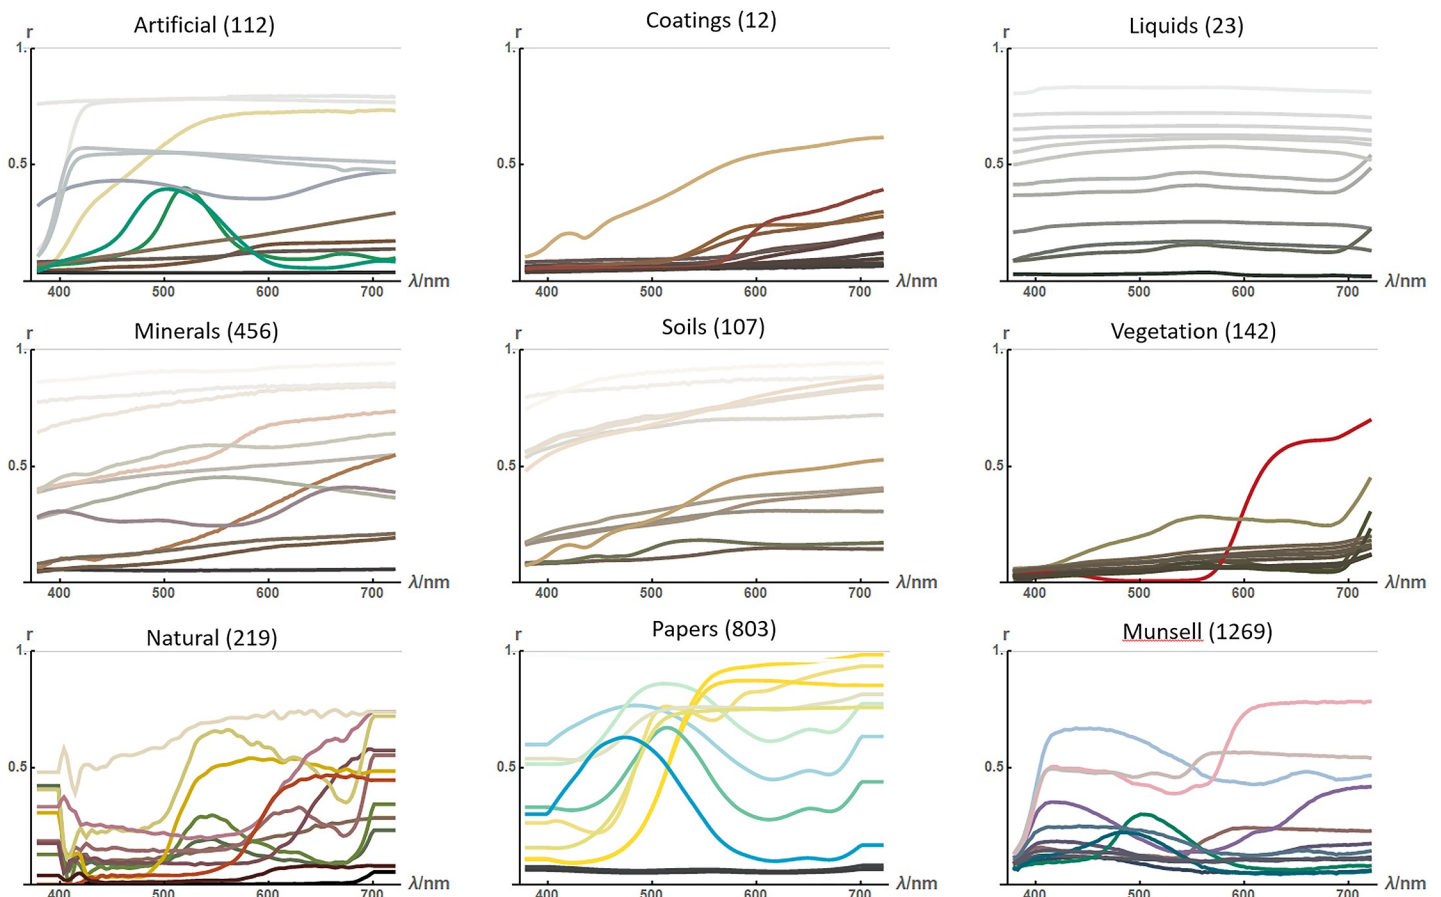 Artificial (112)
r
1.
0.5
400 500 600 700
λ/nm
Coatings (12)
r
1.
0.5
400 500 600 700
λ/nm
Liquids (23)
r
1.
0.5
400 500 600 700
λ/nm
Minerals (456)
r
1.
0.5
400 500 600 700
λ/nm
Soils (107)
r
1.
0.5
400 500 600 700
λ/nm
Vegetation (142)
r
1.
0.5
400 500 600 700
λ/nm
Natural (219)
r
1.
0.5
400 500 600 700
λ/nm
Papers (803)
r
1.
0.5
400 500 600 700
λ/nm
Munsell (1269)
r
1.
0.5
400 500 600 700
λ/nm